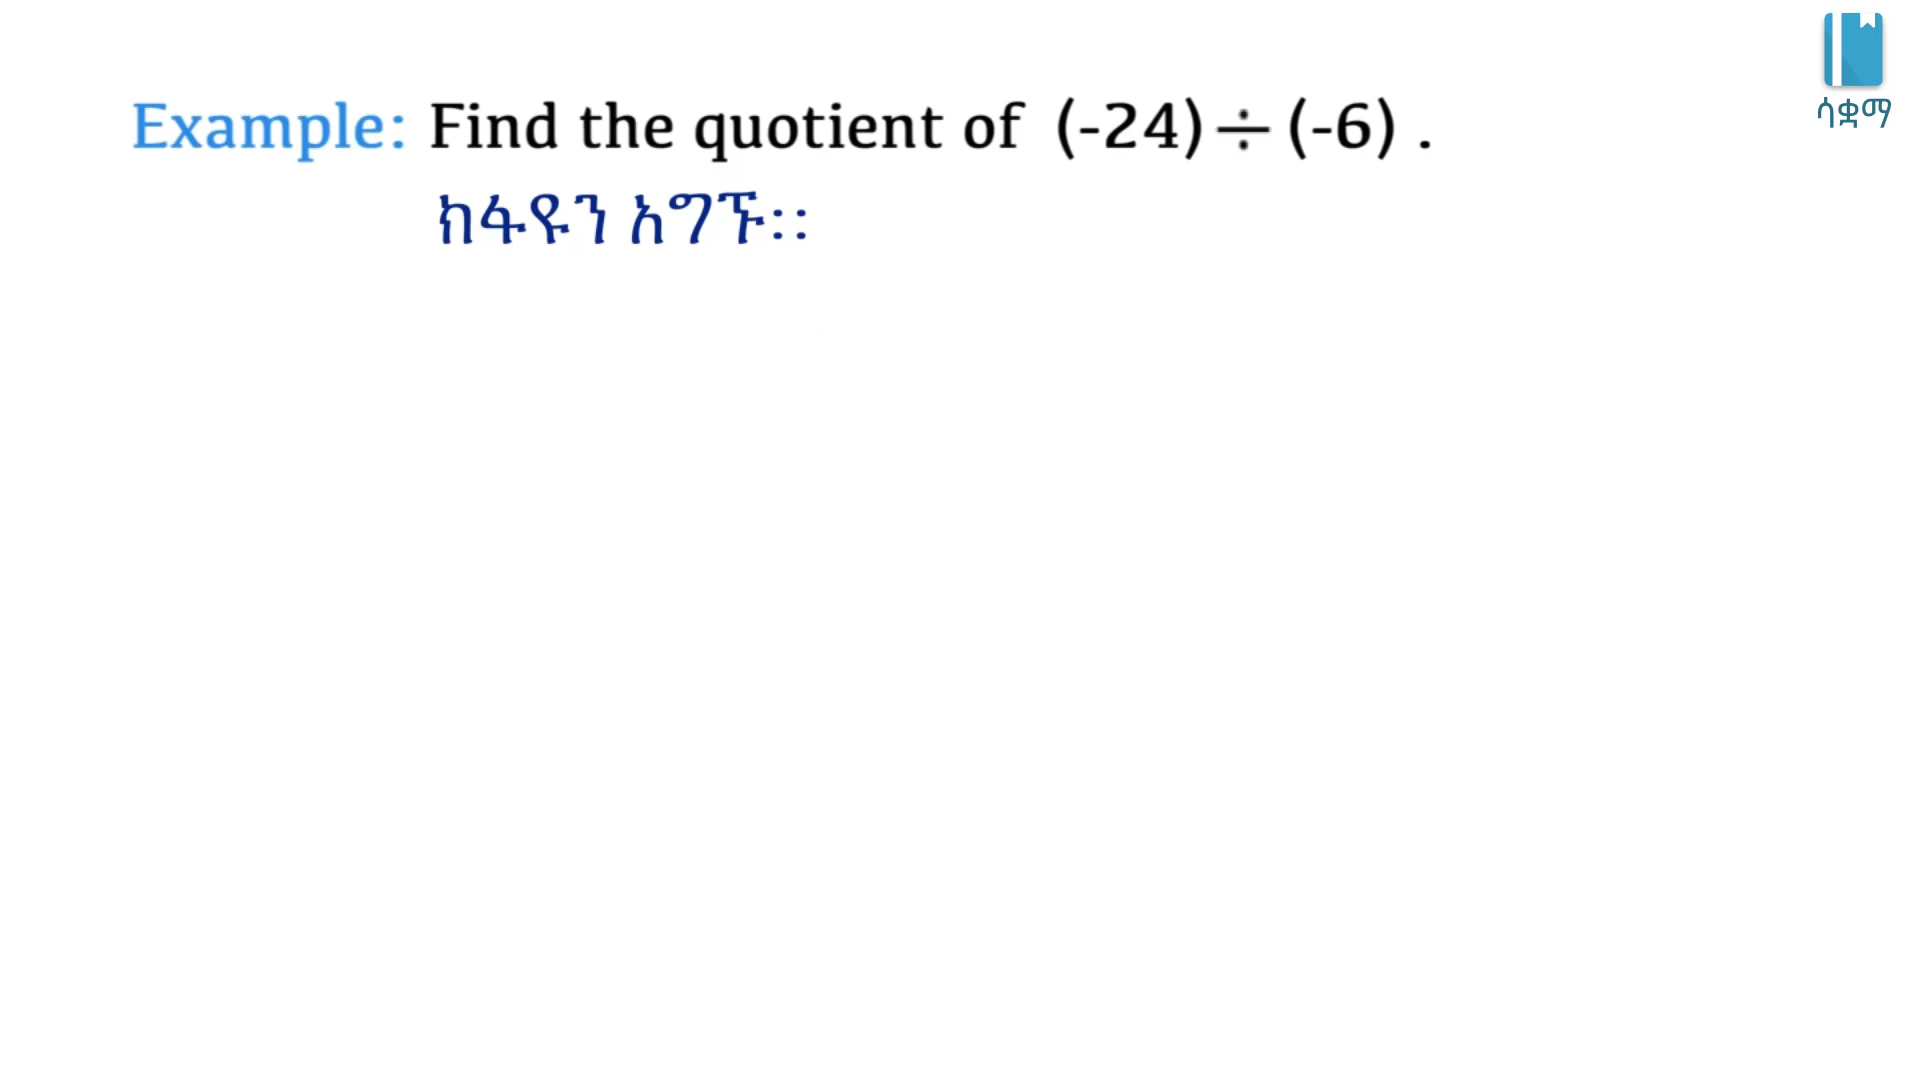 Example: Find the quotient of (-24)÷(-6) .
ክፋዩን አግኙ፡፡
ሳቋማ